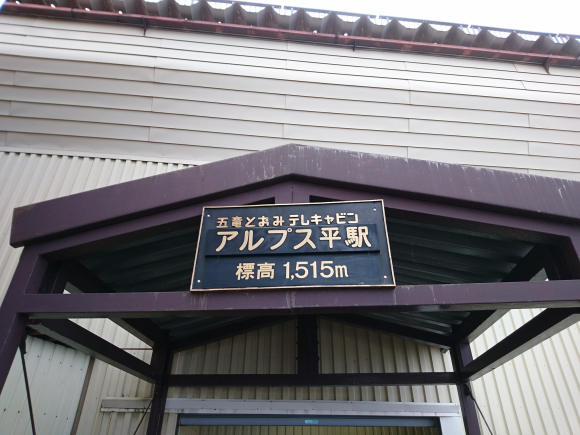 五竜とおみ テレキャビン
アルプス平駅
標高 1,515m